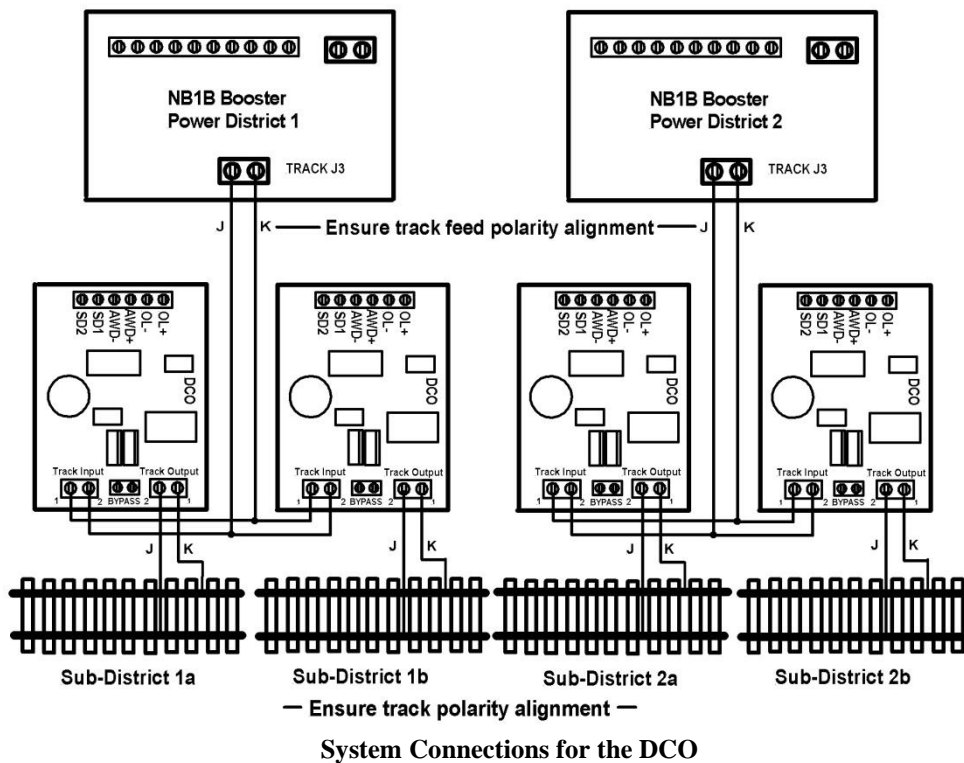 NB1B Booster
Power District 1
TRACK J3
NB1B Booster
Power District 2
TRACK J3
J K — Ensure track feed polarity alignment — J K
SD2 SD1 AWD- AWD+ OL- OL+
DCO
Track Input Track Output
1 2 BYPASS 2 1
SD2 SD1 AWD- AWD+ OL- OL+
DCO
Track Input Track Output
1 2 BYPASS 2 1
SD2 SD1 AWD- AWD+ OL- OL+
DCO
Track Input Track Output
1 2 BYPASS 2 1
SD2 SD1 AWD- AWD+ OL- OL+
DCO
Track Input Track Output
1 2 BYPASS 2 1
J K
J K
J K
J K
Sub-District 1a
Sub-District 1b
Sub-District 2a
Sub-District 2b
— Ensure track polarity alignment —
System Connections for the DCO